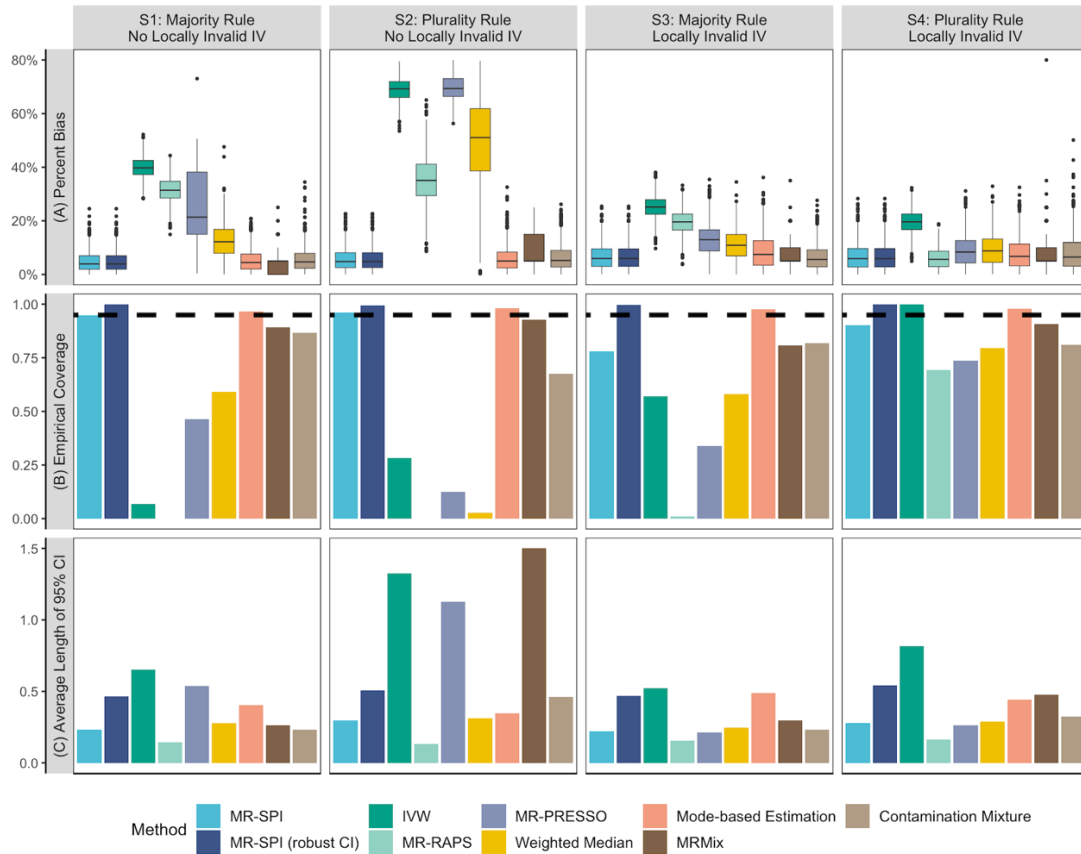 S1: Majority Rule
No Locally Invalid IV
S2: Plurality Rule
No Locally Invalid IV
S3: Majority Rule
Locally Invalid IV
S4: Plurality Rule
Locally Invalid IV
(A) Percent Bias
80%
60%
40%
20%
0%
(B) Empirical Coverage
1.00
0.75
0.50
0.25
0.00
(C) Average Length of 95% CI
1.5
1.0
0.5
0.0
Method
MR-SPI
MR-SPI (robust CI)
IVW
MR-RAPS
MR-PRESSO
Weighted Median
Mode-based Estimation
MRMix
Contamination Mixture